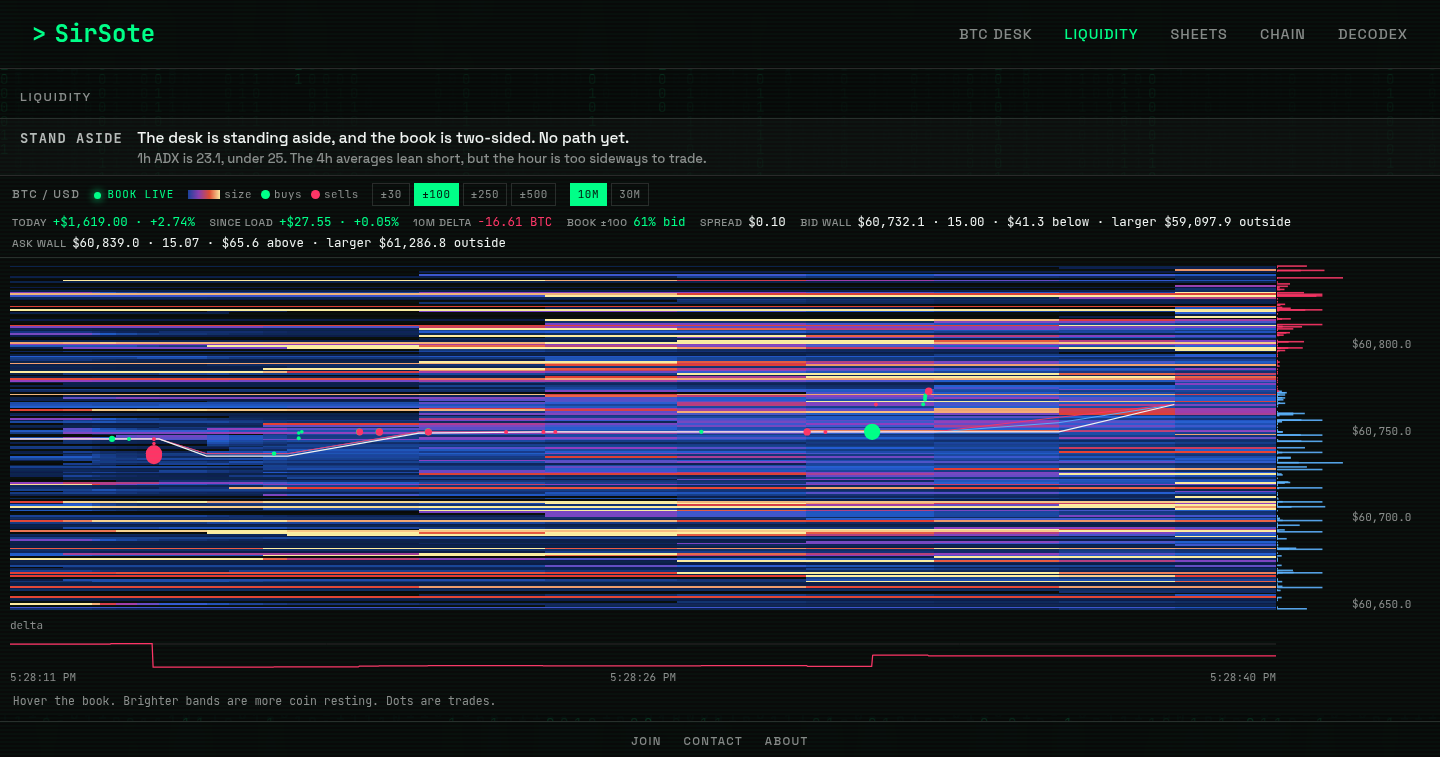 > SirSote
BTC DESK LIQUIDITY SHEETS CHAIN DECODEX
LIQUIDITY
STAND ASIDE The desk is standing aside, and the book is two-sided. No path yet.
1h ADX is 23.1, under 25. The 4h averages lean short, but the hour is too sideways to trade.
BTC / USD BOOK LIVE size buys sells ±30 ±100 ±250 ±500 10M 30M
TODAY +$1,619.00 · +2.74% SINCE LOAD +$27.55 · +0.05% 10M DELTA -16.61 BTC BOOK ±100 61% bid SPREAD $0.10 BID WALL $60,732.1 · 15.00 · $41.3 below · larger $59,097.9 outside
ASK WALL $60,839.0 · 15.07 · $65.6 above · larger $61,286.8 outside
$60,800.0
$60,750.0
$60,700.0
$60,650.0
delta
5:28:11 PM 5:28:26 PM 5:28:40 PM
Hover the book. Brighter bands are more coin resting. Dots are trades.
JOIN CONTACT ABOUT